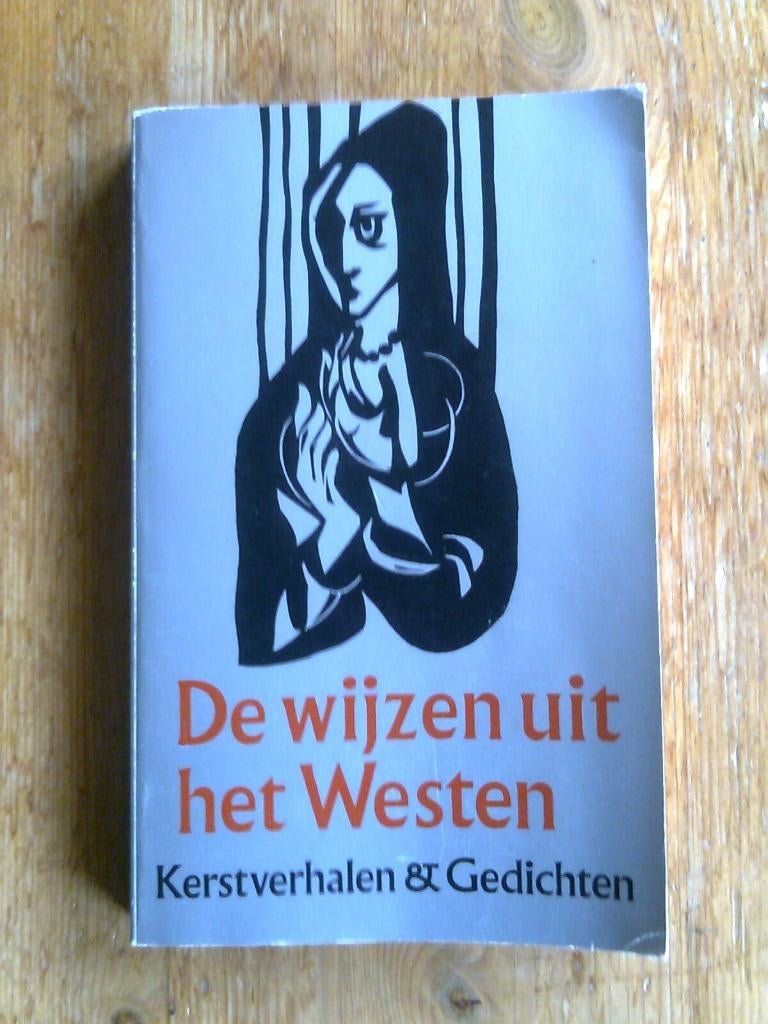 De wijzen uit
het Westen
Kerstverhalen & Gedichten